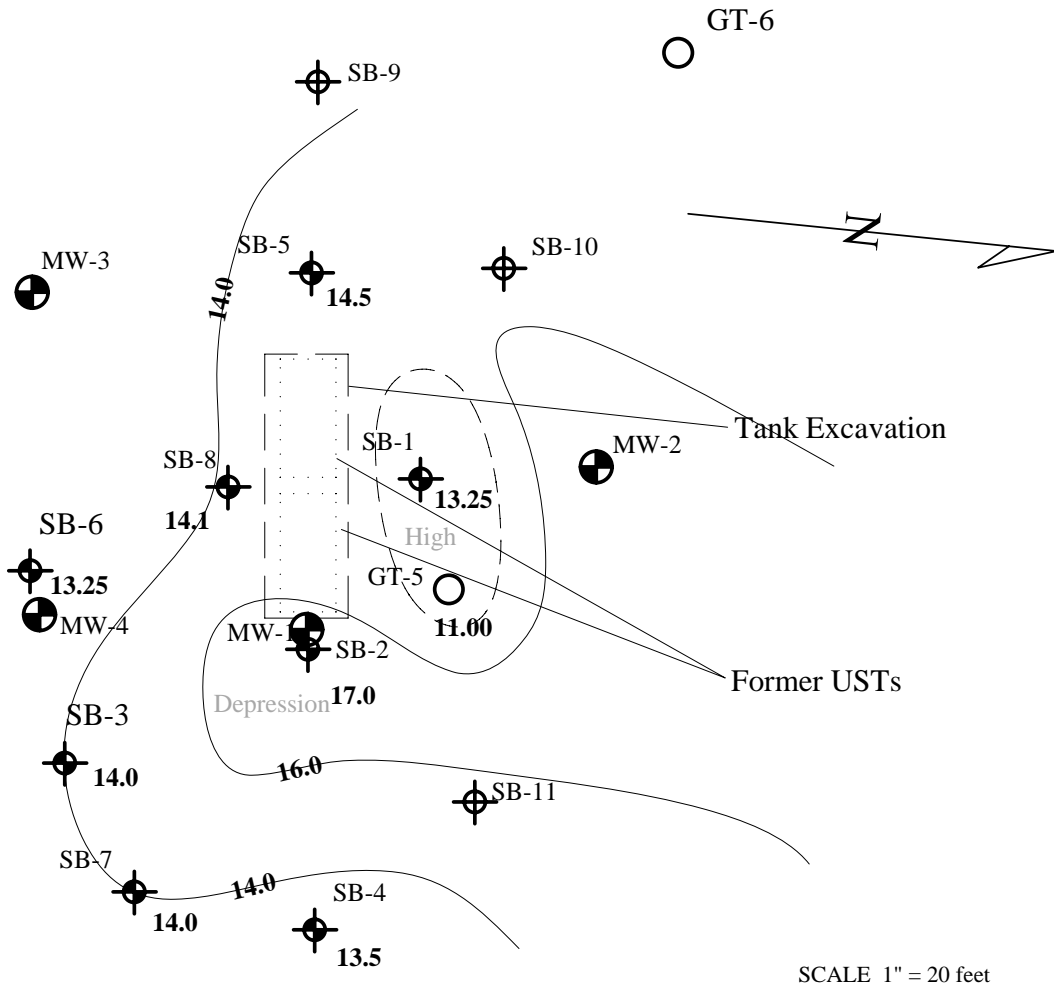 GT-6
SB-9
N
SB-5
SB-10
MW-3
14.0
14.5
Tank Excavation
SB-1
MW-2
SB-8
13.25
14.1
SB-6
High
13.25
GT-5
MW-4
11.00
MW-1
SB-2
Former USTs
17.0
Depression
SB-3
14.0
16.0
SB-11
SB-7
14.0
SB-4
14.0
13.5
SCALE 1" = 20 feet